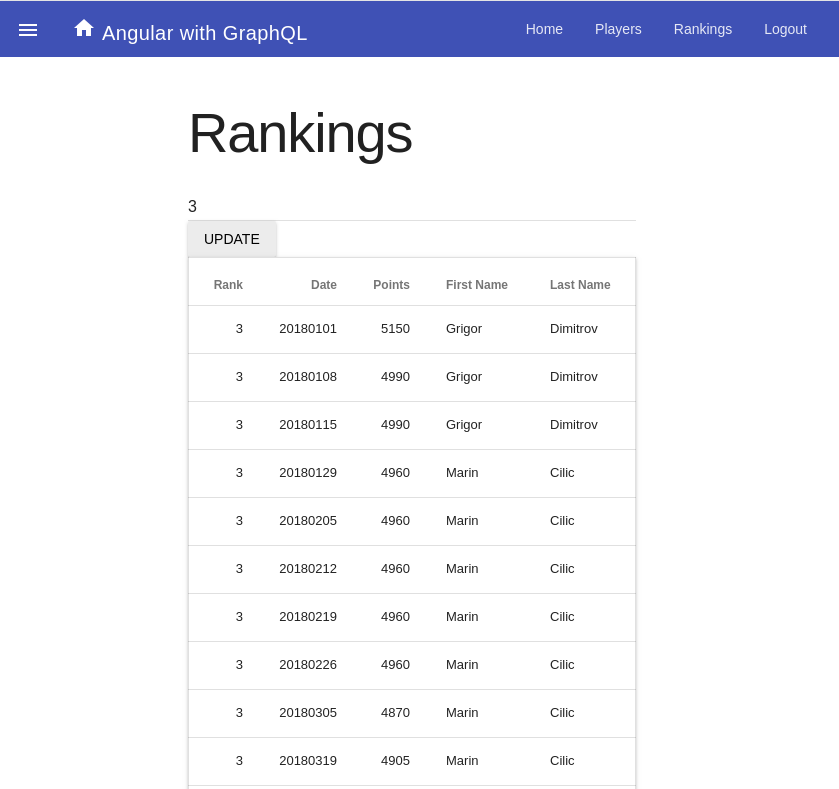 Angular with GraphQL Home Players Rankings Logout
Rankings
3
UPDATE
Rank Date Points First Name Last Name
3 20180101 5150 Grigor Dimitrov
3 20180108 4990 Grigor Dimitrov
3 20180115 4990 Grigor Dimitrov
3 20180129 4960 Marin Cilic
3 20180205 4960 Marin Cilic
3 20180212 4960 Marin Cilic
3 20180219 4960 Marin Cilic
3 20180226 4960 Marin Cilic
3 20180305 4870 Marin Cilic
3 20180319 4905 Marin Cilic